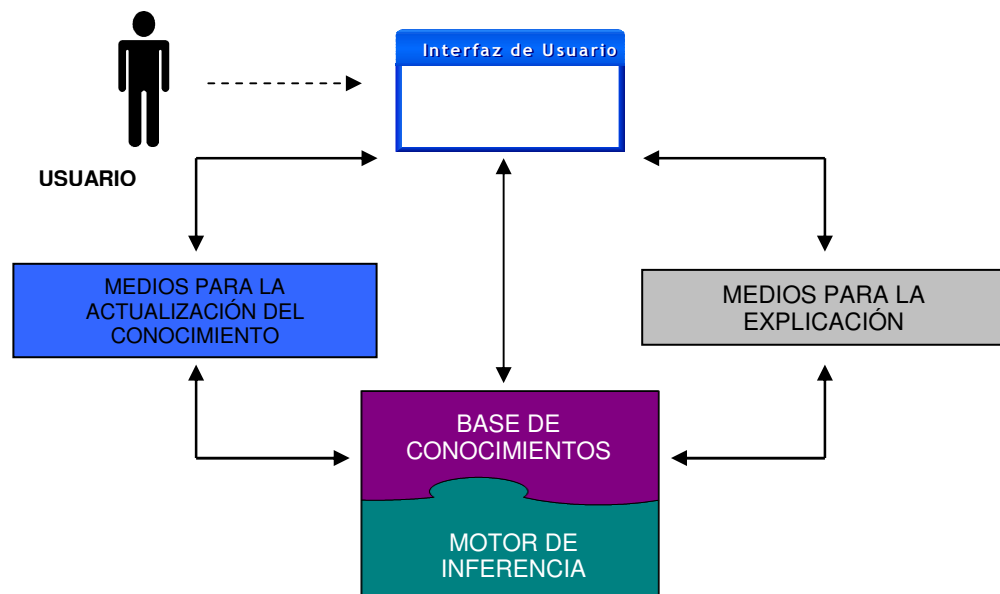 Interfaz de Usuario
USUARIO
MEDIOS PARA LA
ACTUALIZACIÓN DEL
CONOCIMIENTO
MEDIOS PARA LA
EXPLICACIÓN
BASE DE
CONOCIMIENTOS
MOTOR DE
INFERENCIA